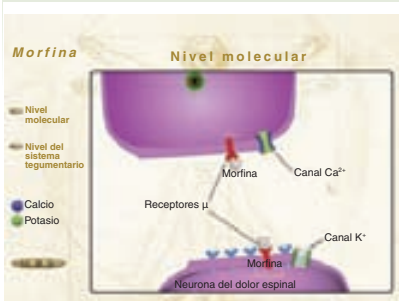 Morfina
Nivel molecular
Nivel
molecular
Nivel del
sistema
tegumentario
Calcio
Potasio
Morfina
Canal Ca²⁺
Receptores μ
Canal K⁺
Morfina
Neurona del dolor espinal